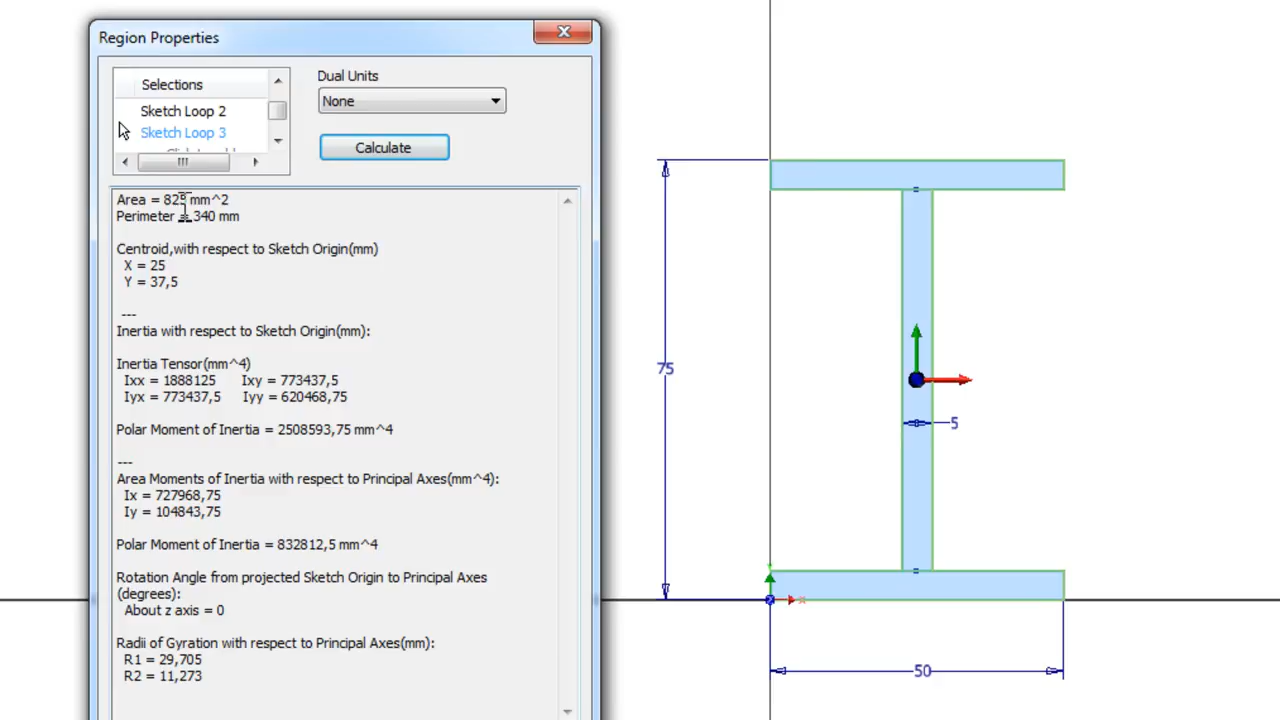 Region Properties
Selections
Sketch Loop 2
Sketch Loop 3
Dual Units
None
Calculate
Area = 825 mm^2
Perimeter = 340 mm
Centroid,with respect to Sketch Origin(mm)
X = 25
Y = 37,5
---
Inertia with respect to Sketch Origin(mm):
Inertia Tensor(mm^4)
Ixx = 1888125 Ixy = 773437,5
Iyx = 773437,5 Iyy = 620468,75
Polar Moment of Inertia = 2508593,75 mm^4
---
Area Moments of Inertia with respect to Principal Axes(mm^4):
Ix = 727968,75
Iy = 104843,75
Polar Moment of Inertia = 832812,5 mm^4
Rotation Angle from projected Sketch Origin to Principal Axes
(degrees):
About z axis = 0
Radii of Gyration with respect to Principal Axes(mm):
R1 = 29,705
R2 = 11,273
75
5
50